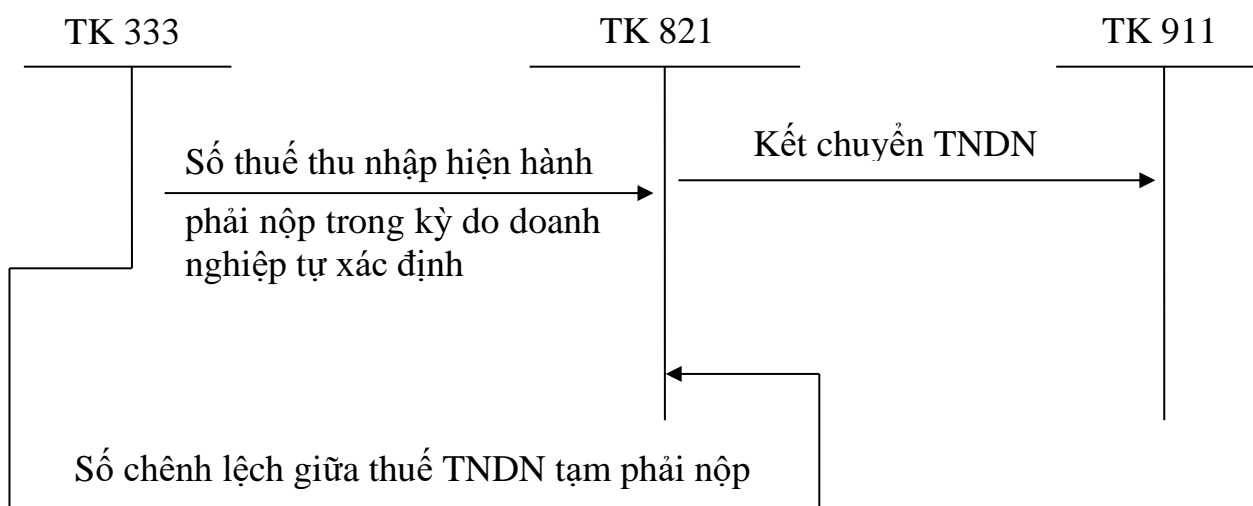 TK 333
TK 821
TK 911
Số thuế thu nhập hiện hành
phải nộp trong kỳ do doanh
nghiệp tự xác định
Kết chuyển TNDN
Số chênh lệch giữa thuế TNDN tạm phải nộp